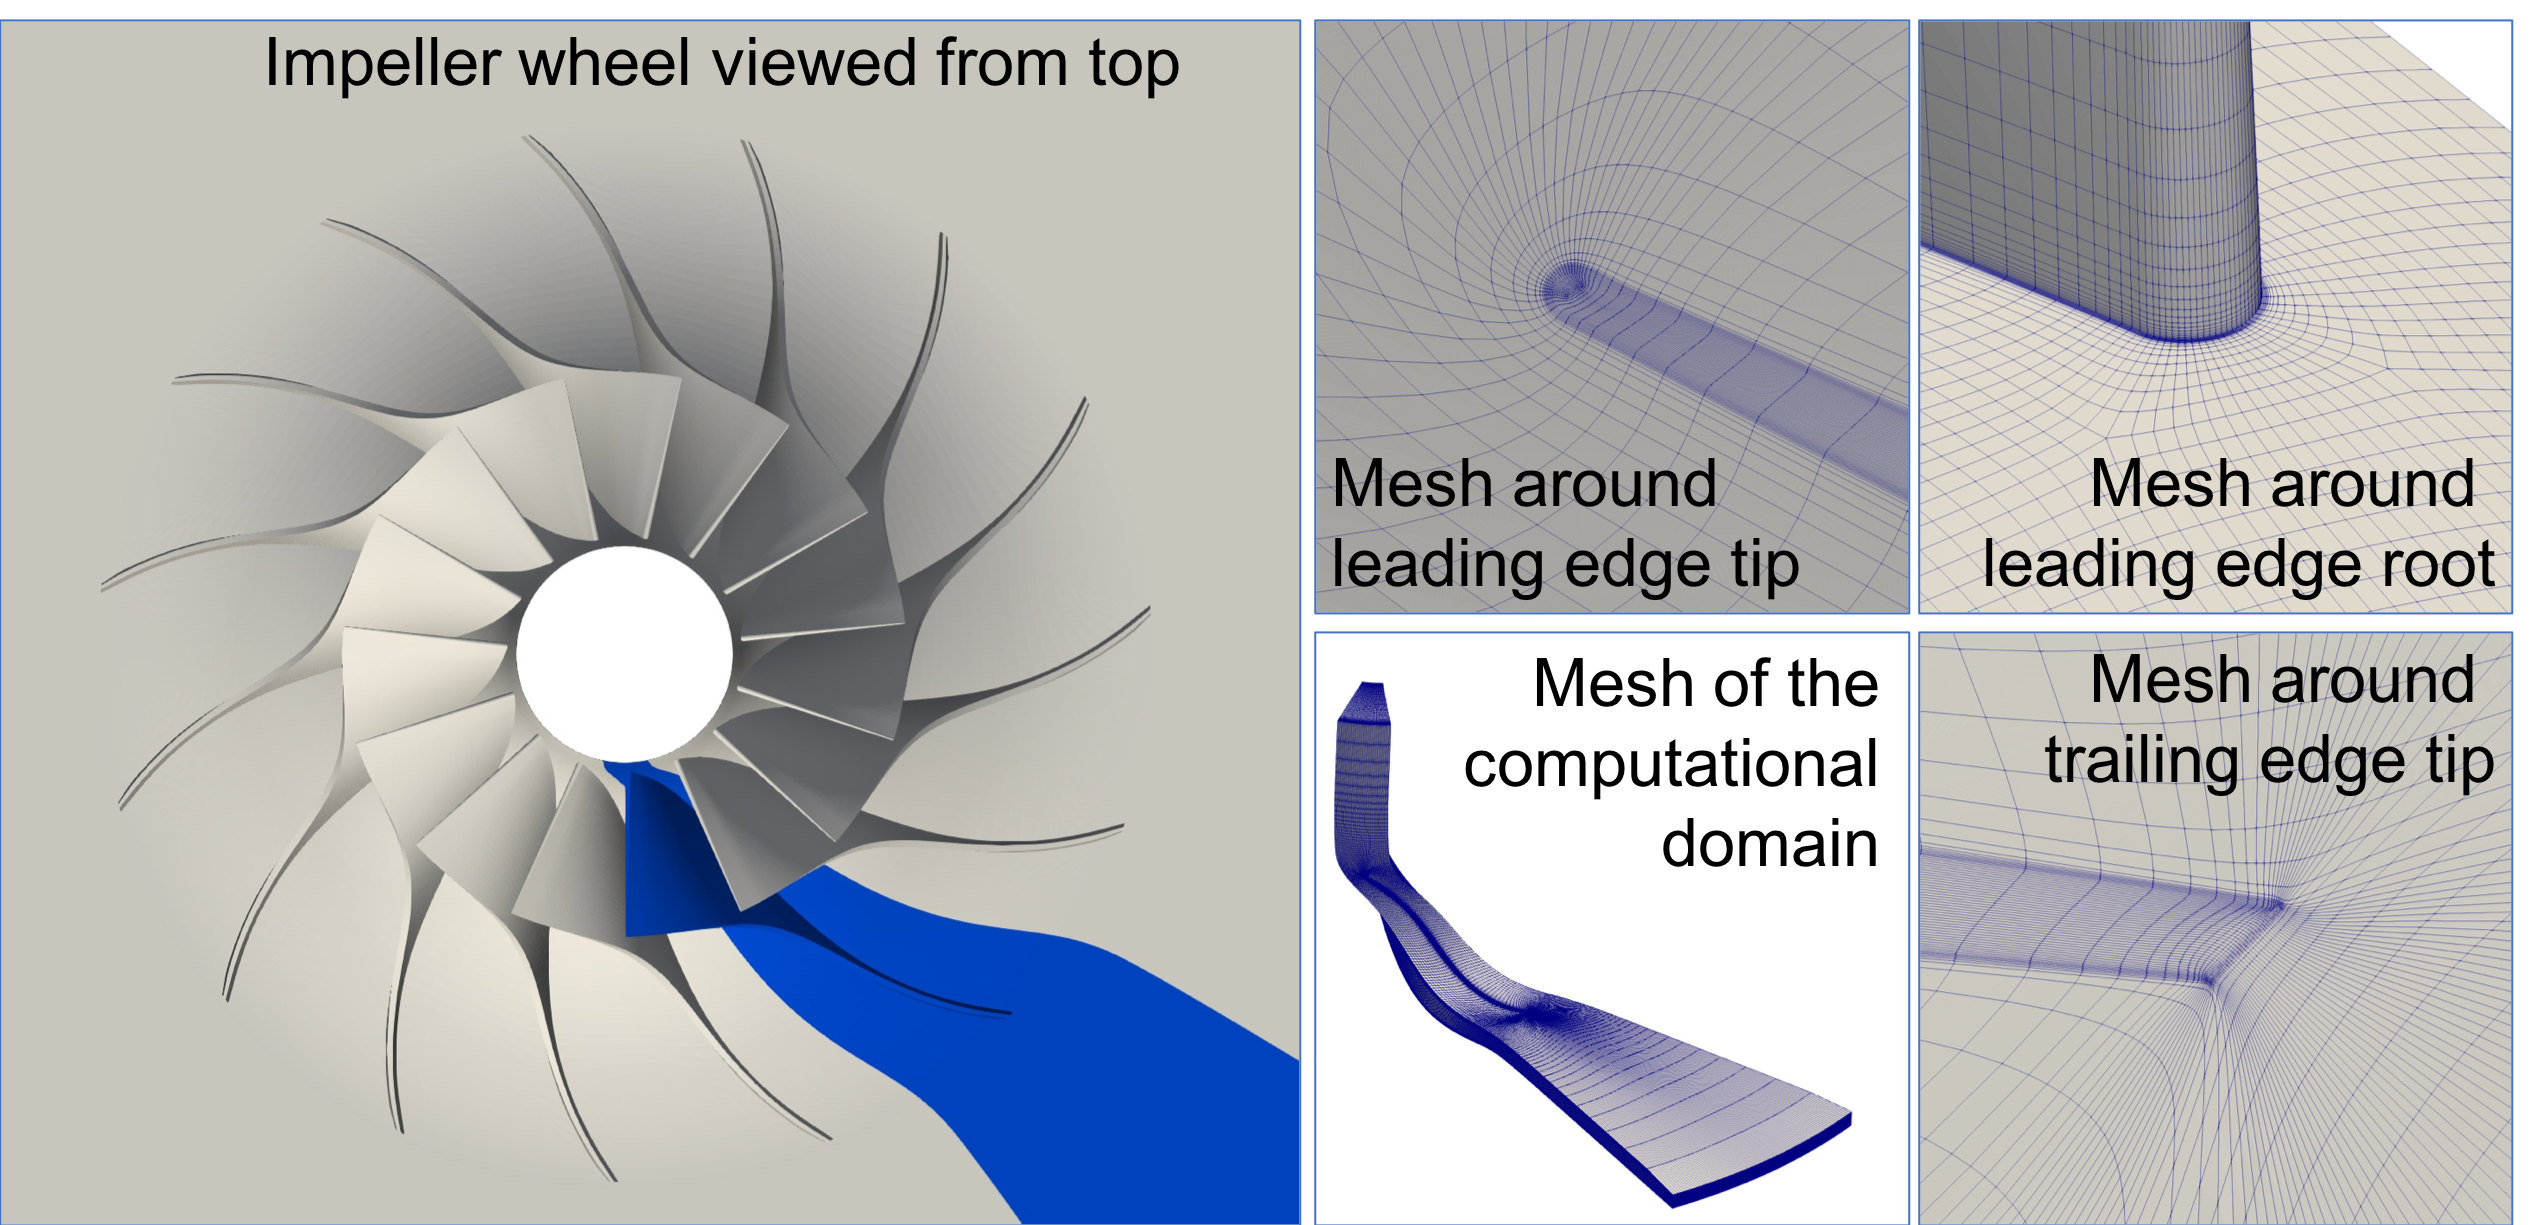 Impeller wheel viewed from top
Mesh around
leading edge tip
Mesh around
leading edge root
Mesh of the
computational
domain
Mesh around
trailing edge tip